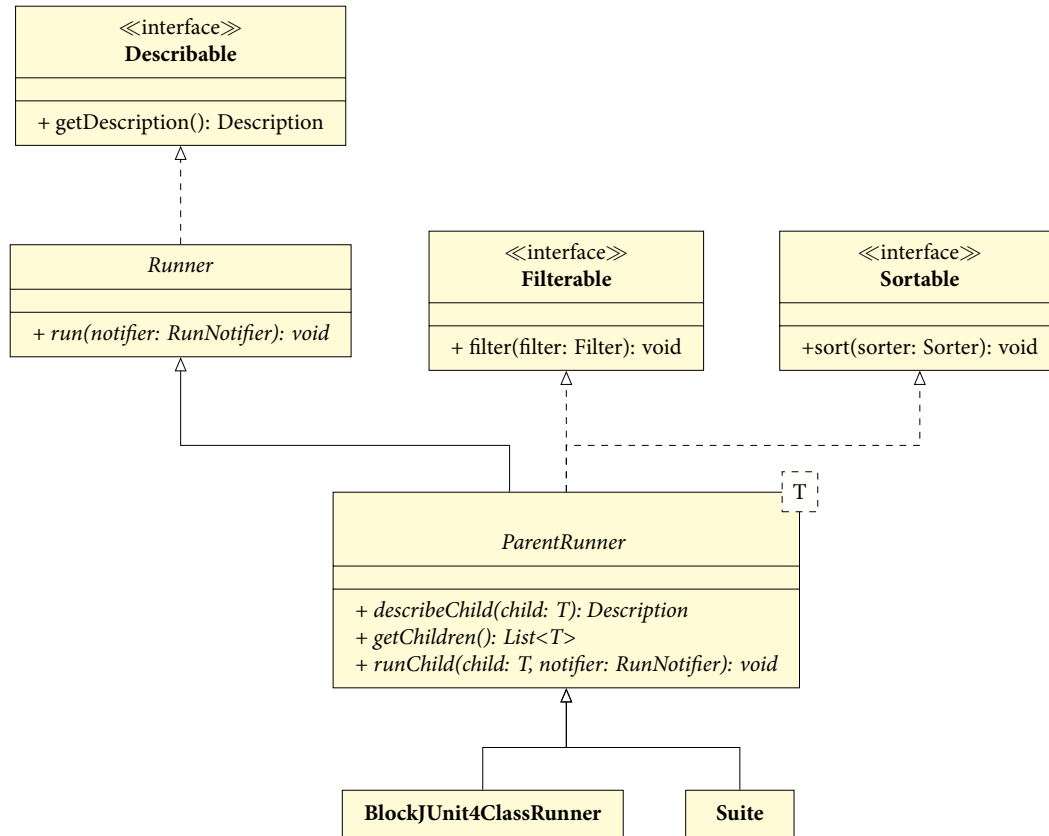 ≪interface≫
Describable
+ getDescription(): Description
Runner
+ run(notifier: RunNotifier): void
≪interface≫
Filterable
+ filter(filter: Filter): void
≪interface≫
Sortable
+sort(sorter: Sorter): void
T
ParentRunner
+ describeChild(child: T): Description
+ getChildren(): List<T>
+ runChild(child: T, notifier: RunNotifier): void
BlockJUnit4ClassRunner
Suite